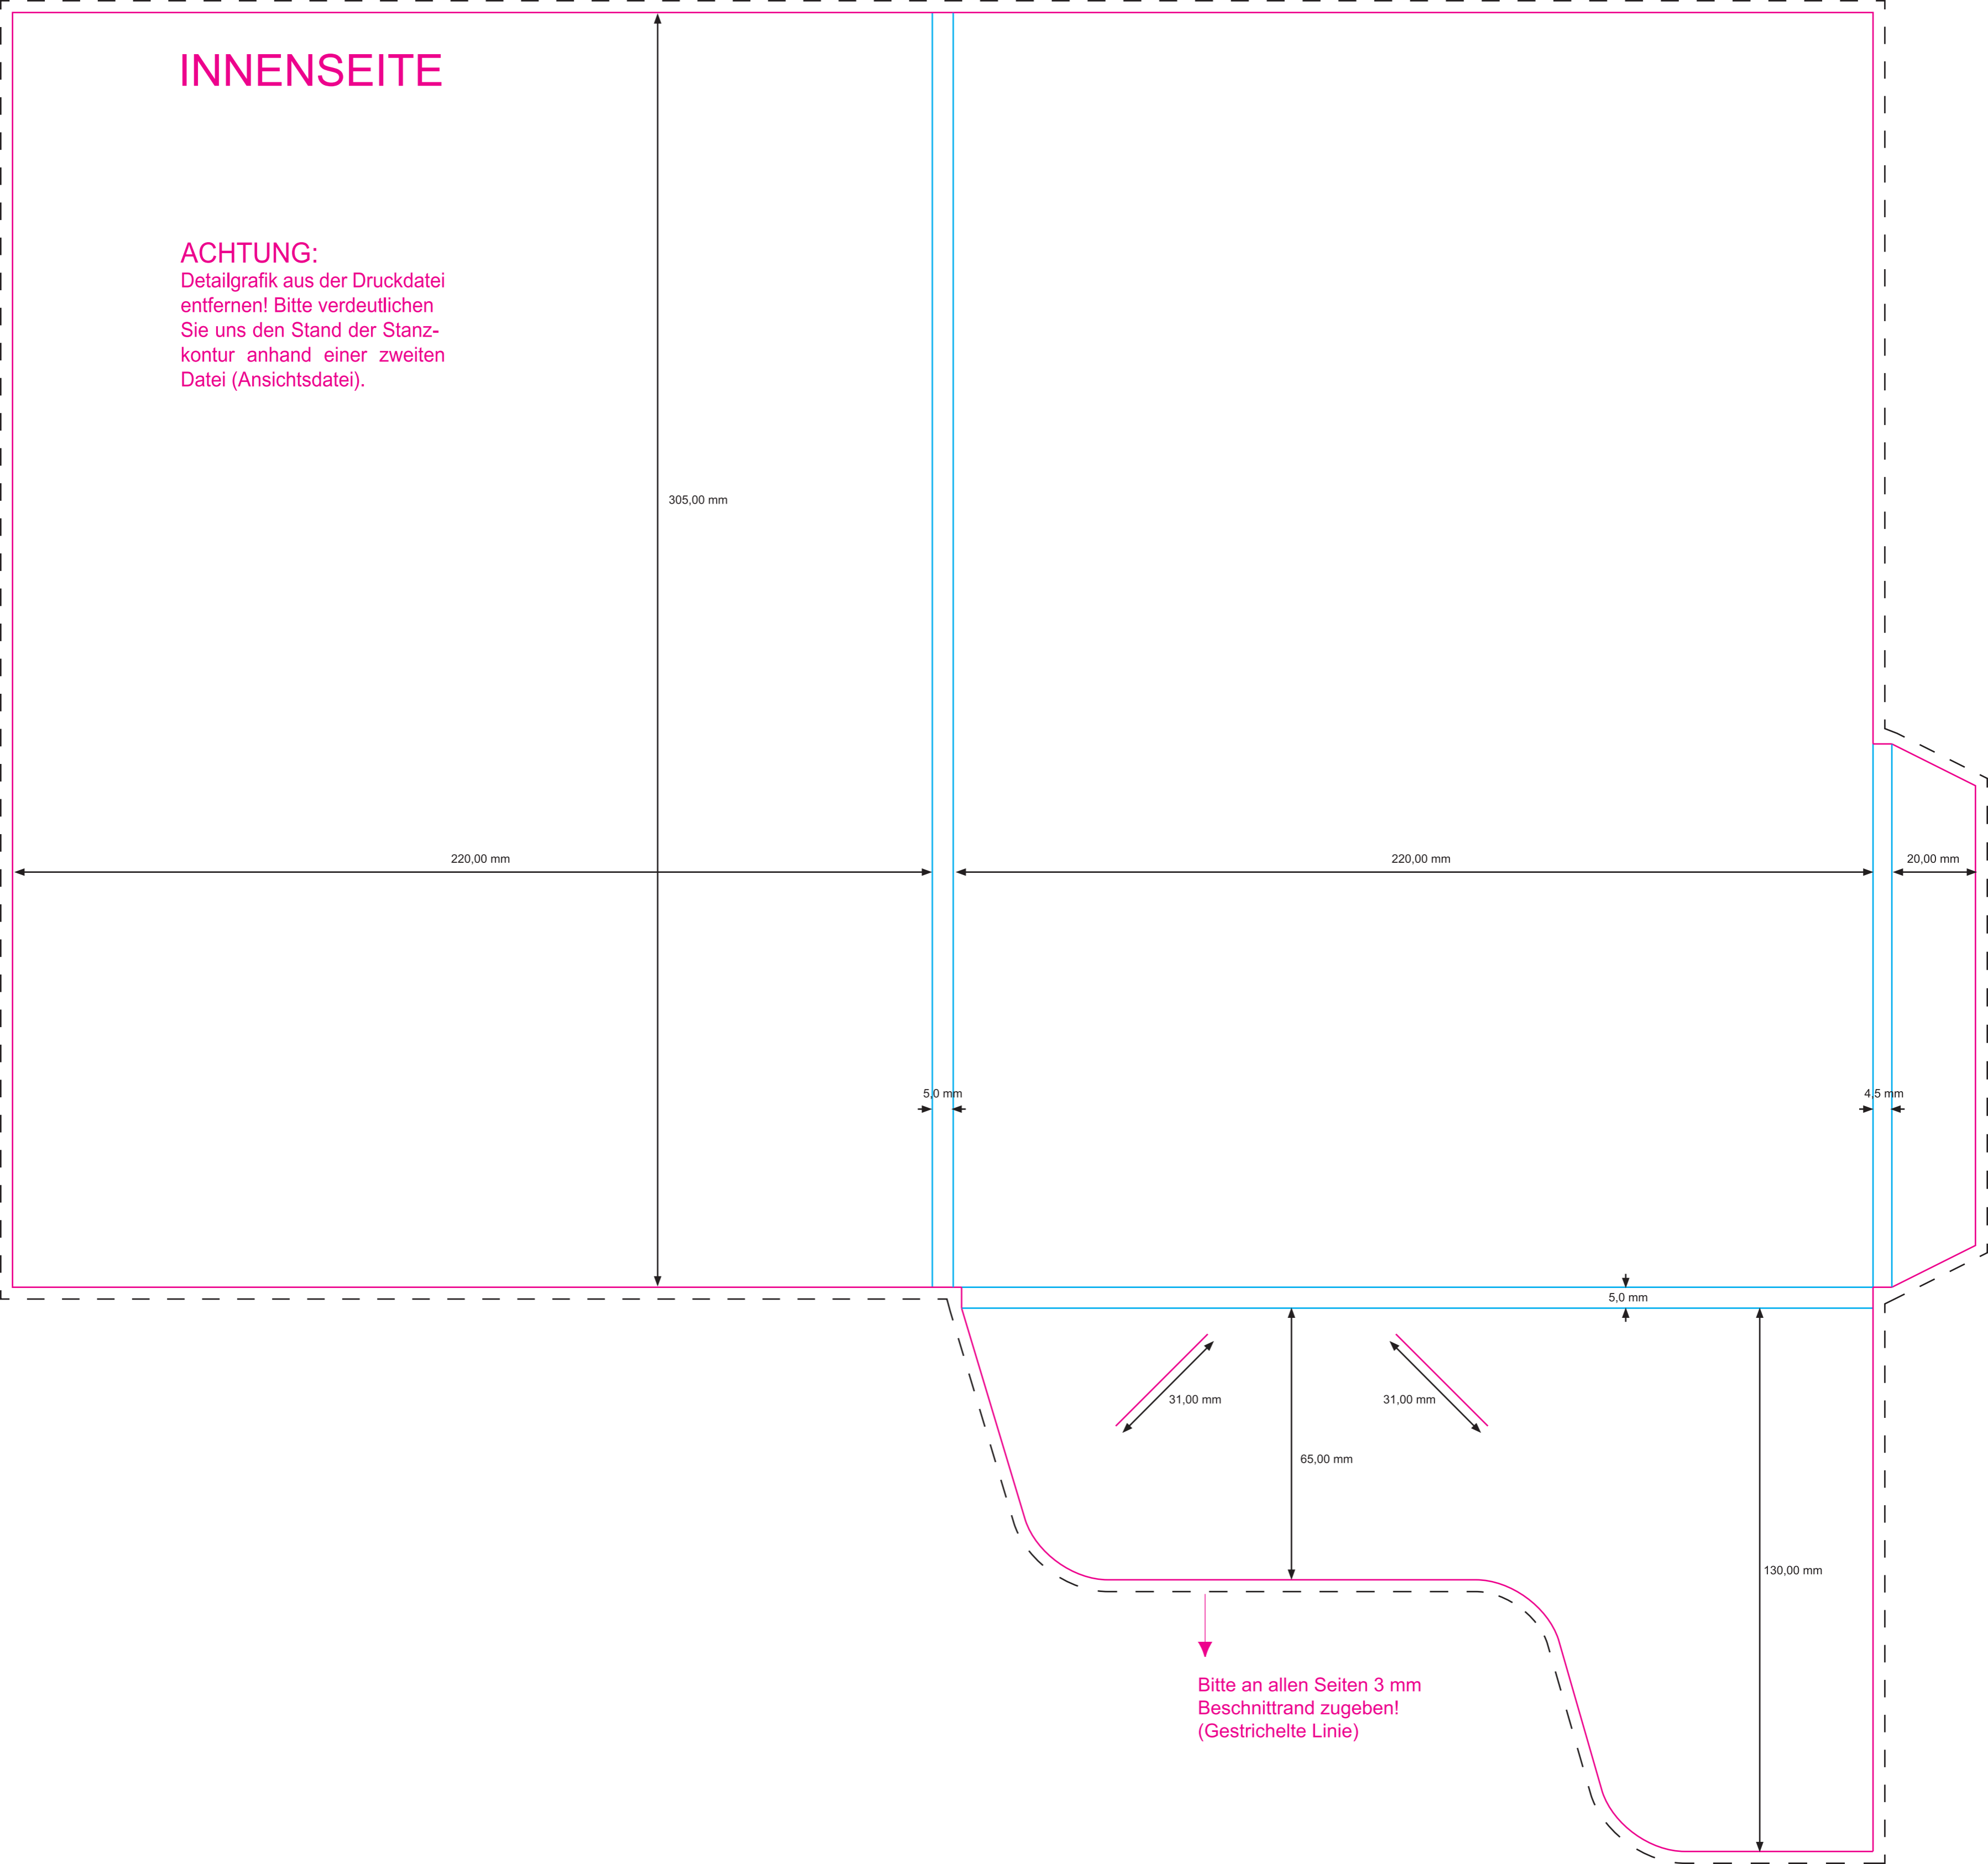 INNENSEITE
ACHTUNG:
Detailgrafik aus der Druckdatei
entfernen! Bitte verdeutlichen
Sie uns den Stand der Stanz-
kontur anhand einer zweiten
Datei (Ansichtsdatei).
305,00 mm
220,00 mm
220,00 mm
20,00 mm
5,0 mm
4,5 mm
5,0 mm
31,00 mm
31,00 mm
65,00 mm
130,00 mm
Bitte an allen Seiten 3 mm
Beschnittrand zugeben!
(Gestrichelte Linie)